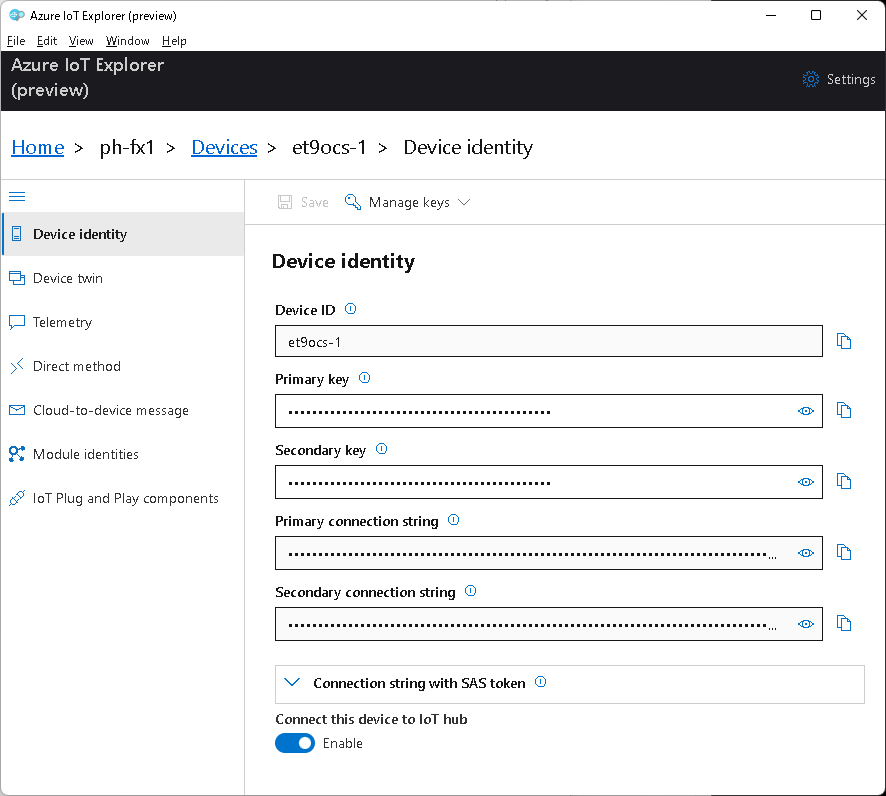 Azure IoT Explorer (preview)
File Edit View Window Help
Azure IoT Explorer
(preview)
Settings
Home > ph-fx1 > Devices > et9ocs-1 > Device identity
Save Manage keys
Device identity
Device twin
Telemetry
Direct method
Cloud-to-device message
Module identities
IoT Plug and Play components
Device identity
Device ID
et9ocs-1
Primary key
••••••••••••••••••••••••••••••••••••••••••••
Secondary key
••••••••••••••••••••••••••••••••••••••••••••
Primary connection string
••••••••••••••••••••••••••••••••••••••••••••••••••••••••••••••••••••••••••••••••...
Secondary connection string
••••••••••••••••••••••••••••••••••••••••••••••••••••••••••••••••••••••••••••••••...
Connection string with SAS token
Connect this device to IoT hub
Enable